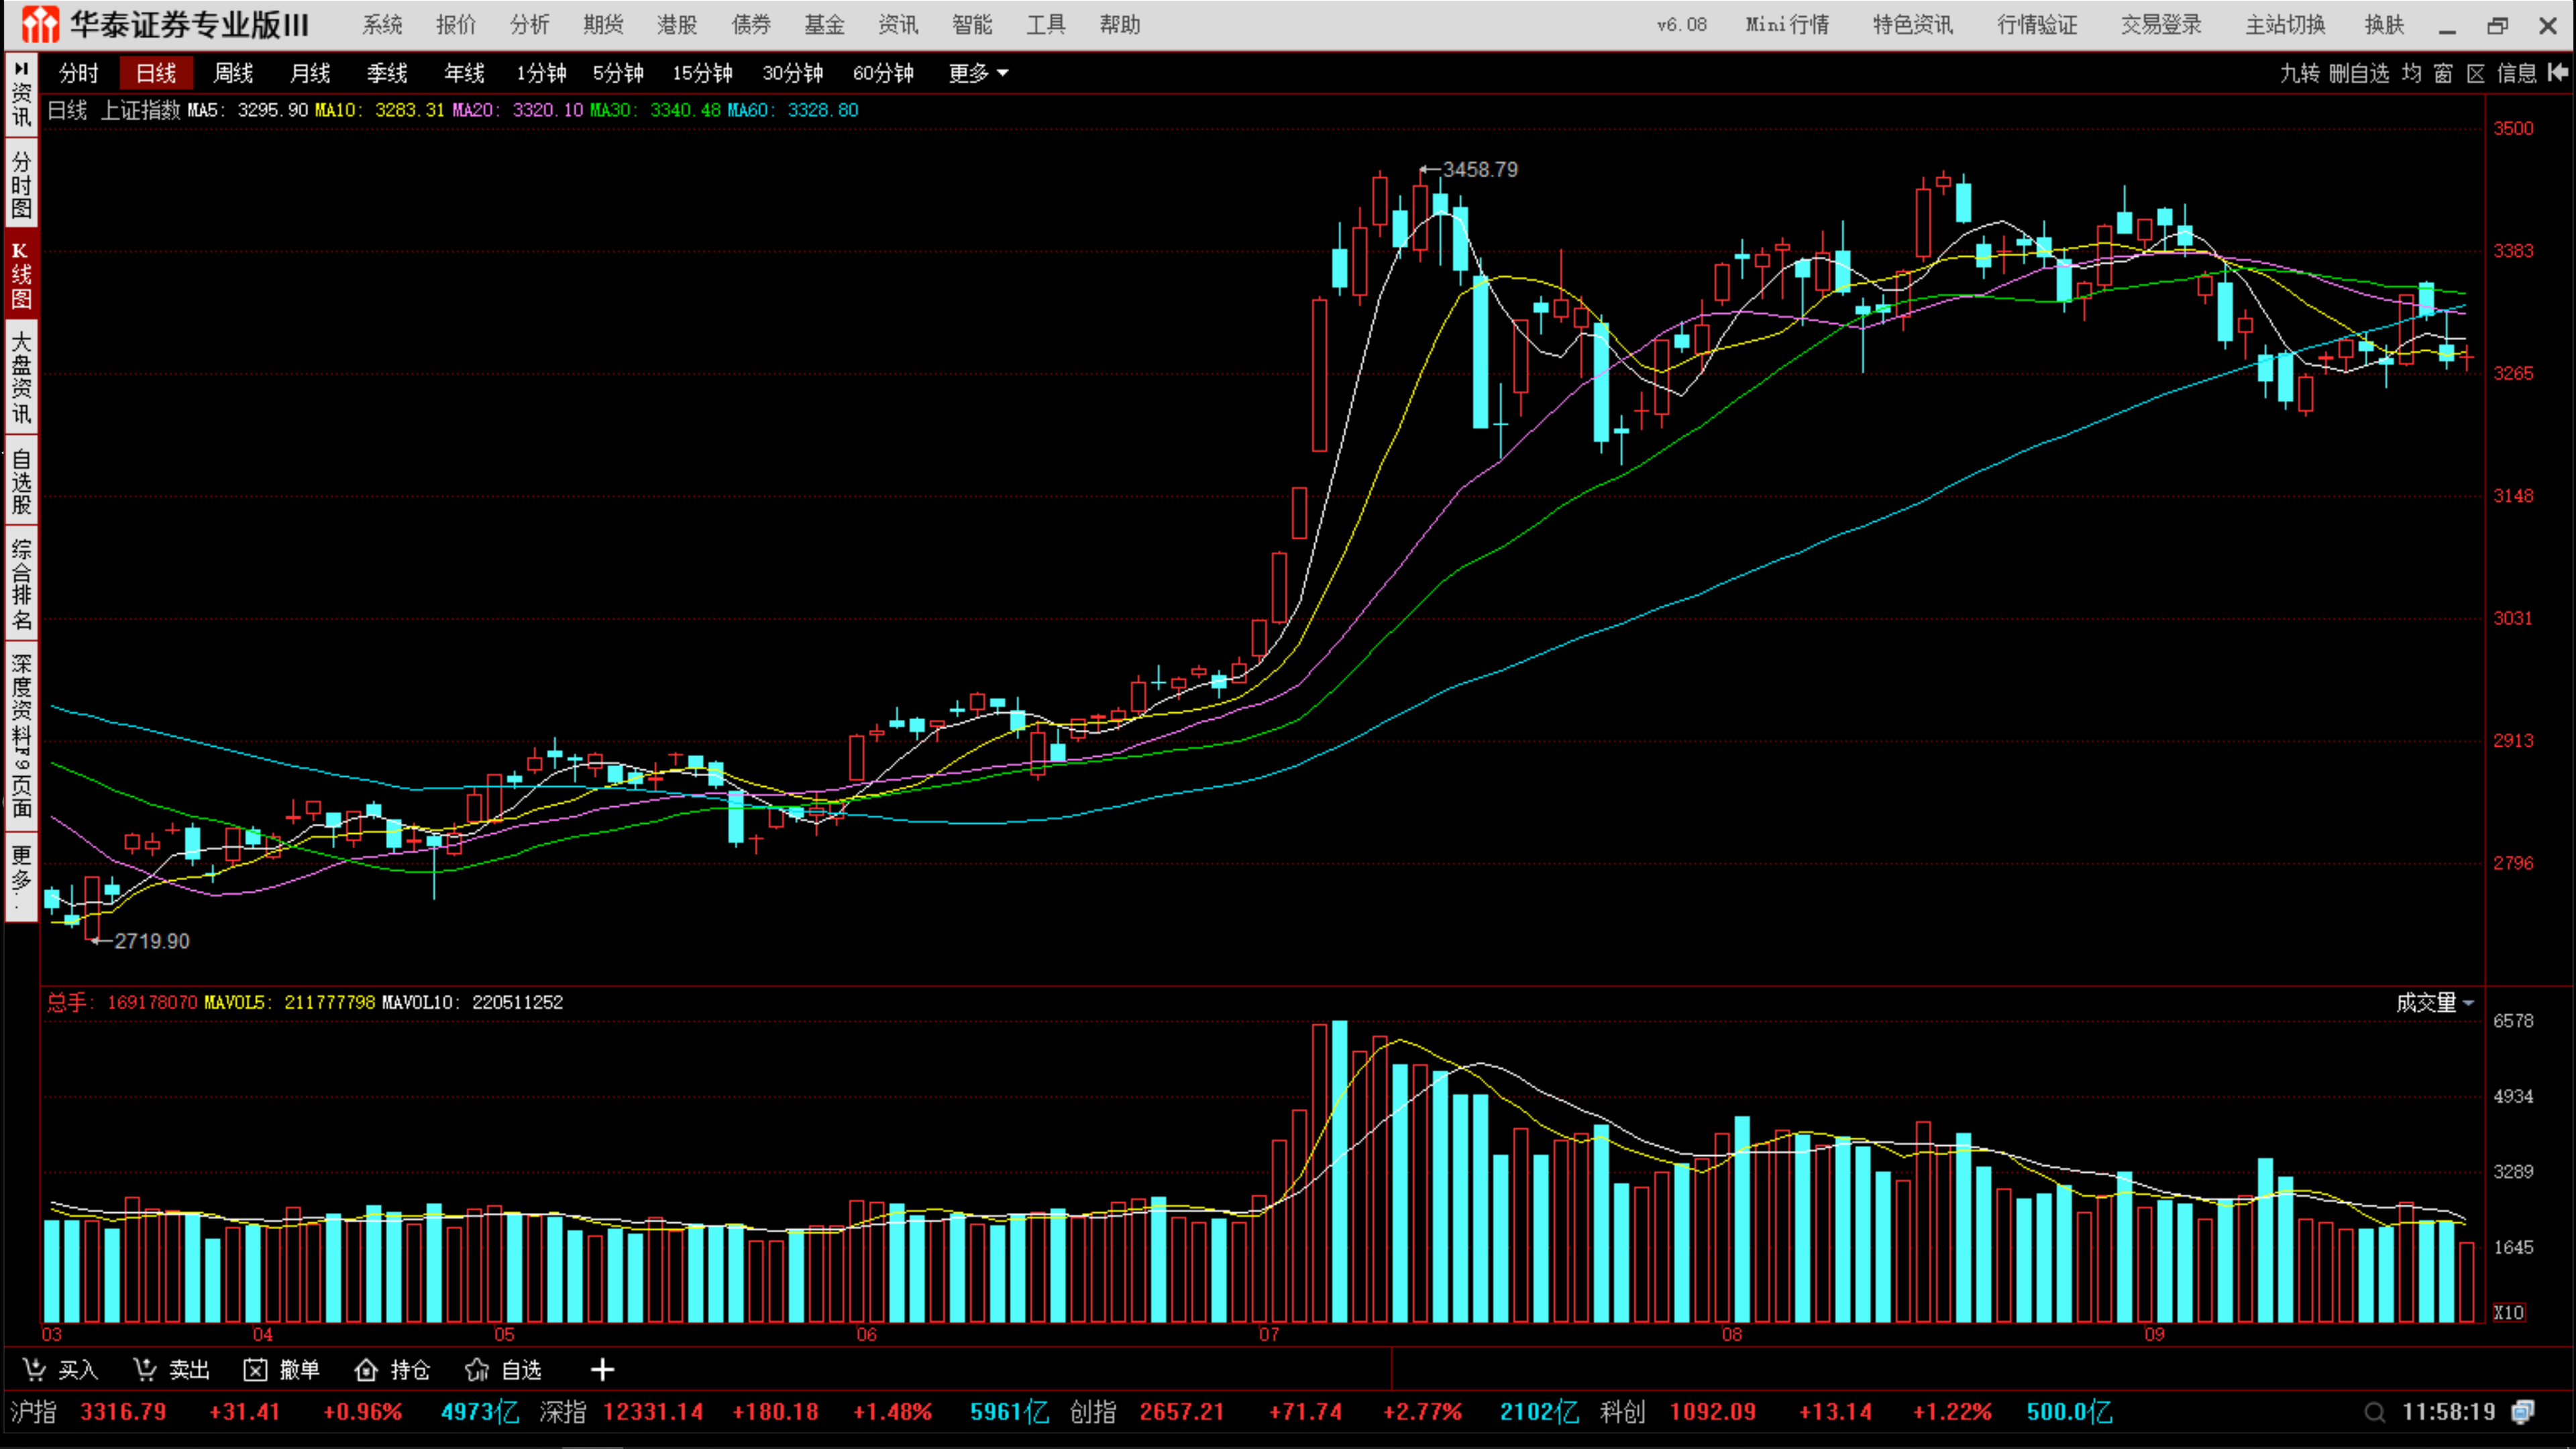 华泰证券专业版III 系统 报价 分析 期货 港股 债券 基金 资讯 智能 工具 帮助 v6.08 Mini行情 特色资讯 行情验证 交易登录 主站切换 换肤
分时 日线 周线 月线 季线 年线 1分钟 5分钟 15分钟 30分钟 60分钟 更多 九转 删自选 均 窗 区 信息
日线 上证指数 MA5: 3295.90 MA10: 3283.31 MA20: 3320.10 MA30: 3340.48 MA60: 3328.80
资讯
分时图
K线图
大盘资讯
自选股
综合排名
深度资料F9页面
更多..
3458.79
2719.90
3500
3383
3265
3148
3031
2913
2796
总手: 169178070 MAVOL5: 211777798 MAVOL10: 220511252 成交量
6578
4934
3289
1645
X10
03 04 05 06 07 08 09
买入 卖出 撤单 持仓 自选 +
沪指 3316.79 +31.41 +0.96% 4973亿 深指 12331.14 +180.18 +1.48% 5961亿 创指 2657.21 +71.74 +2.77% 2102亿 科创 1092.09 +13.14 +1.22% 500.0亿 11:58:19